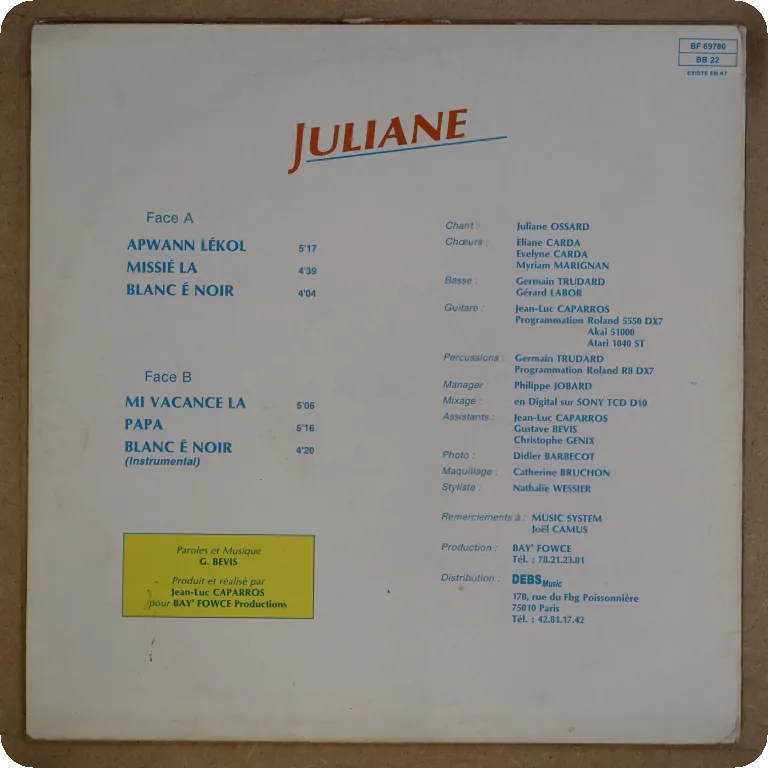 BF 69780
BB 22
EXISTE EN K7
JULIANE
Face A
APWANN LÉKOL 5'17
MISSIÉ LA 4'39
BLANC É NOIR 4'04
Face B
MI VACANCE LA 5'06
PAPA 5'16
BLANC Ê NOIR 4'20
(Instrumental)
Paroles et Musique
G. BEVIS
Produit et réalisé par
Jean-Luc CAPARROS
pour BAY' FOWCE Productions
Chant : Juliane OSSARD
Chœurs : Eliane CARDA
Evelyne CARDA
Myriam MARIGNAN
Basse : Germain TRUDARD
Gérard LABOR
Guitare : Jean-Luc CAPARROS
Programmation Roland 5550 DX7
Akai 51000
Atari 1040 ST
Percussions : Germain TRUDARD
Programmation Roland R8 DX7
Manager : Philippe JOBARD
Mixage : en Digital sur SONY TCD D10
Assistants : Jean-Luc CAPARROS
Gustave BEVIS
Christophe GENIX
Photo : Didier BARBECOT
Maquillage : Catherine BRUCHON
Styliste : Nathalie WESSIER
Remerciements à : MUSIC SYSTEM
Joël CAMUS
Production : BAY' FOWCE
Tél. : 78.21.23.01
Distribution : DEBS Music
170, rue du Fbg Poissonnière
75010 Paris
Tél. : 42.81.17.42